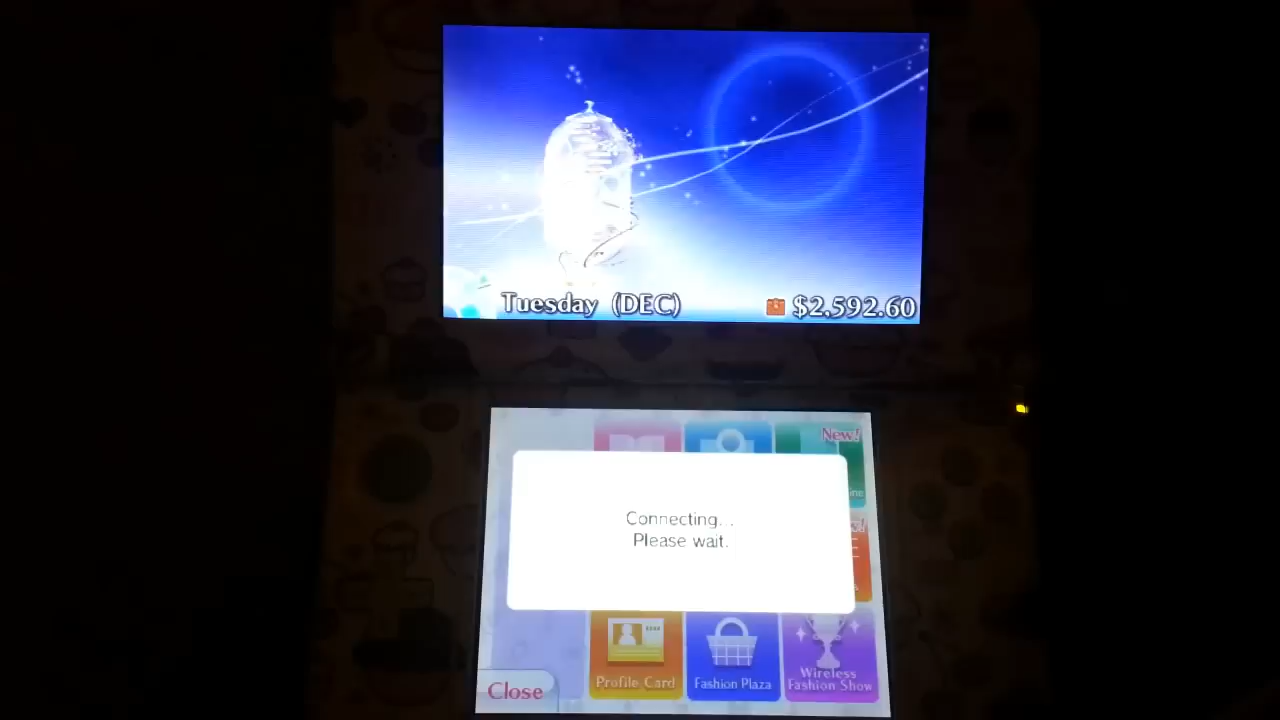 Tuesday (DEC)
$2,592.60
New!
Connecting...
Please wait.
Profile Card
Fashion Plaza
Wireless
Fashion Show
Close